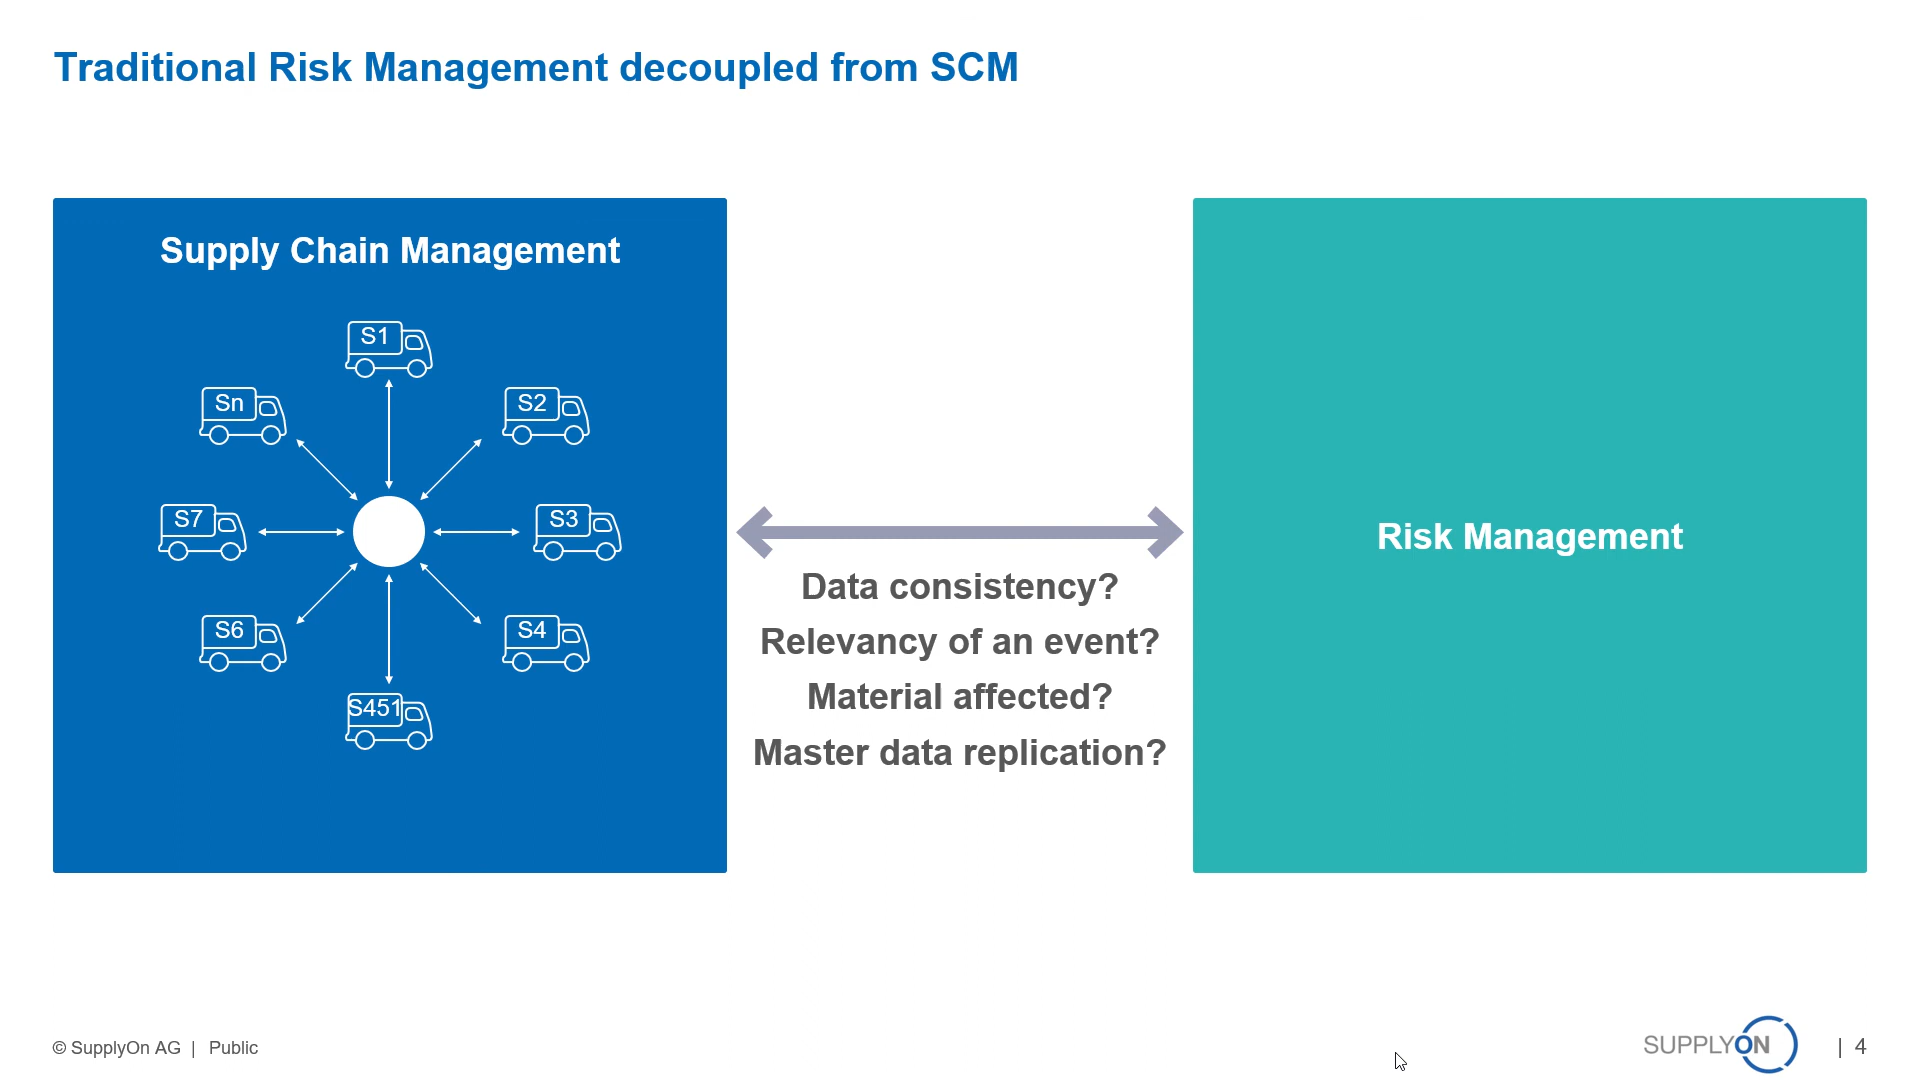 Traditional Risk Management decoupled from SCM
Supply Chain Management
S1
Sn
S2
S7
S3
S6
S4
S451
Data consistency?
Relevancy of an event?
Material affected?
Master data replication?
Risk Management
© SupplyOn AG | Public
SUPPLYON
| 4